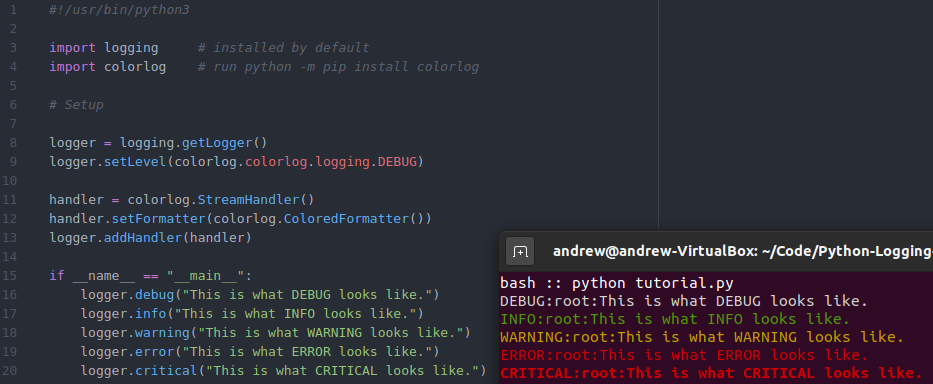 1 #!/usr/bin/python3
2
3 import logging     # installed by default
4 import colorlog    # run python -m pip install colorlog
5
6 # Setup
7
8 logger = logging.getLogger()
9 logger.setLevel(colorlog.colorlog.logging.DEBUG)
10
11 handler = colorlog.StreamHandler()
12 handler.setFormatter(colorlog.ColoredFormatter())
13 logger.addHandler(handler)
14
15 if __name__ == "__main__":
16     logger.debug("This is what DEBUG looks like.")
17     logger.info("This is what INFO looks like.")
18     logger.warning("This is what WARNING looks like.")
19     logger.error("This is what ERROR looks like.")
20     logger.critical("This is what CRITICAL looks like.")
andrew@andrew-VirtualBox: ~/Code/Python-Logging-
bash :: python tutorial.py
DEBUG:root:This is what DEBUG looks like.
INFO:root:This is what INFO looks like.
WARNING:root:This is what WARNING looks like.
ERROR:root:This is what ERROR looks like.
CRITICAL:root:This is what CRITICAL looks like.